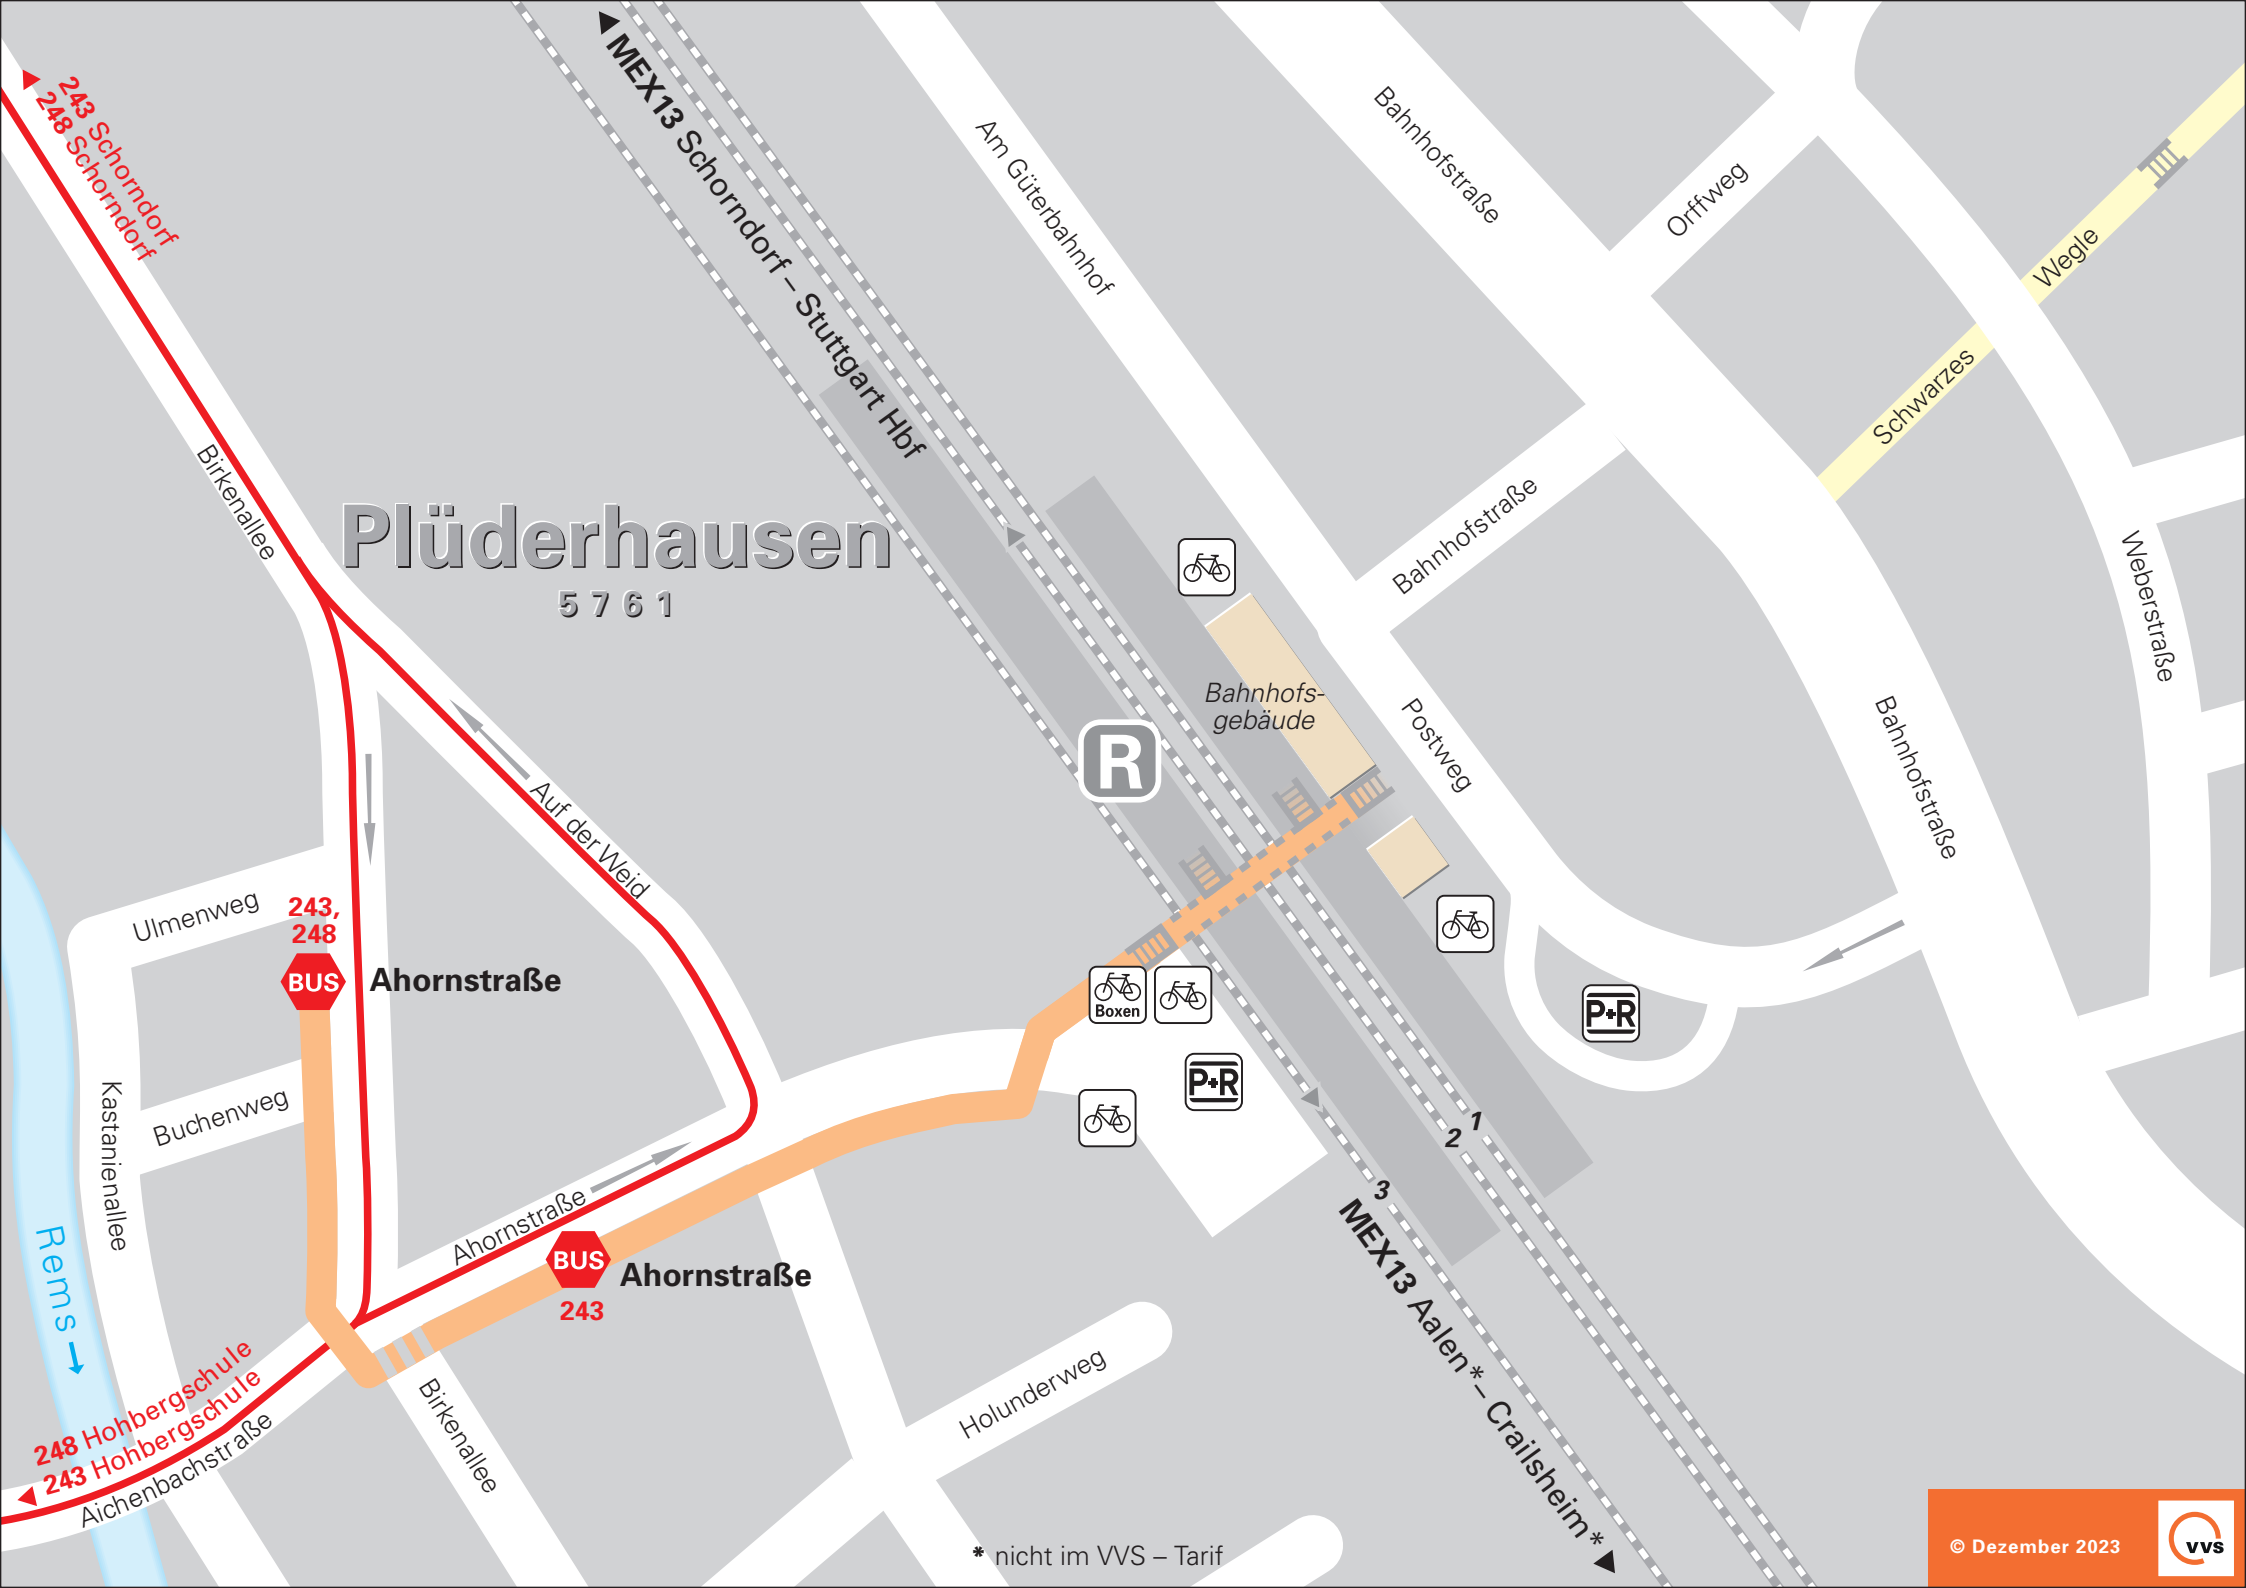 243 Schorndorf
248 Schorndorf
MEX13 Schorndorf – Stuttgart Hbf
Am Güterbahnhof
Bahnhofstraße
Orffweg
Wegle
Schwarzes
Birkenallee
Plüderhausen
5761
Bahnhofstraße
Weberstraße
Bahnhofs-
gebäude
Postweg
Bahnhofstraße
R
Auf der Weid
Ulmenweg
243,
248
BUS
Ahornstraße
Boxen
P+R
P+R
Kastanienallee
Buchenweg
1
2
3
Ahornstraße
BUS
Ahornstraße
243
Rems
MEX13 Aalen*– Crailsheim*
248 Hohbergschule
243 Hohbergschule
Aichenbachstraße
Birkenallee
Holunderweg
* nicht im VVS – Tarif
© Dezember 2023
VVS